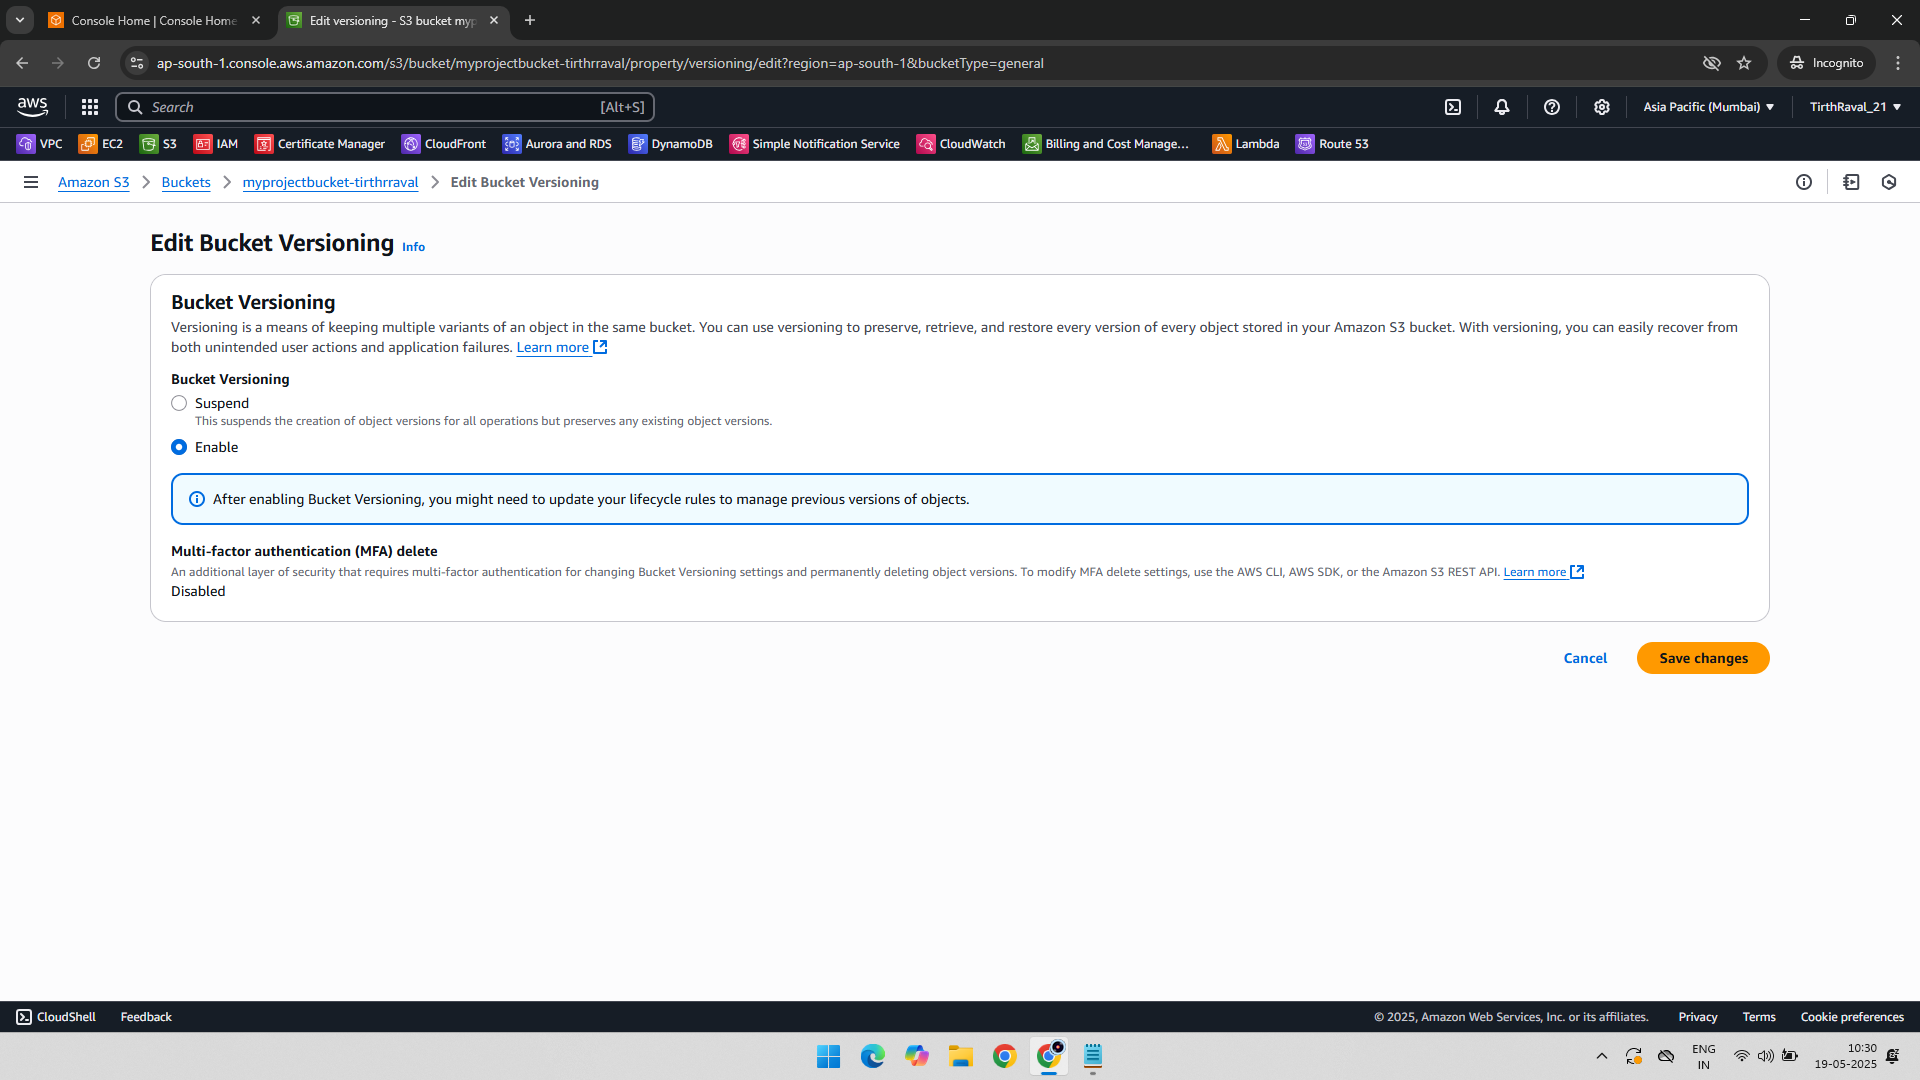 Console Home | Console Home
Edit versioning - S3 bucket myp
ap-south-1.console.aws.amazon.com/s3/bucket/myprojectbucket-tirthrraval/property/versioning/edit?region=ap-south-1&bucketType=general
Incognito
aws
Search
[Alt+S]
Asia Pacific (Mumbai)
TirthRaval_21
VPC
EC2
S3
IAM
Certificate Manager
CloudFront
Aurora and RDS
DynamoDB
Simple Notification Service
CloudWatch
Billing and Cost Manage...
Lambda
Route 53
Amazon S3
Buckets
myprojectbucket-tirthrraval
Edit Bucket Versioning
Edit Bucket Versioning Info
Bucket Versioning
Versioning is a means of keeping multiple variants of an object in the same bucket. You can use versioning to preserve, retrieve, and restore every version of every object stored in your Amazon S3 bucket. With versioning, you can easily recover from
both unintended user actions and application failures. Learn more
Bucket Versioning
Suspend
This suspends the creation of object versions for all operations but preserves any existing object versions.
Enable
After enabling Bucket Versioning, you might need to update your lifecycle rules to manage previous versions of objects.
Multi-factor authentication (MFA) delete
An additional layer of security that requires multi-factor authentication for changing Bucket Versioning settings and permanently deleting object versions. To modify MFA delete settings, use the AWS CLI, AWS SDK, or the Amazon S3 REST API. Learn more
Disabled
Cancel
Save changes
CloudShell
Feedback
© 2025, Amazon Web Services, Inc. or its affiliates.
Privacy
Terms
Cookie preferences
ENG
IN
10:30
19-05-2025